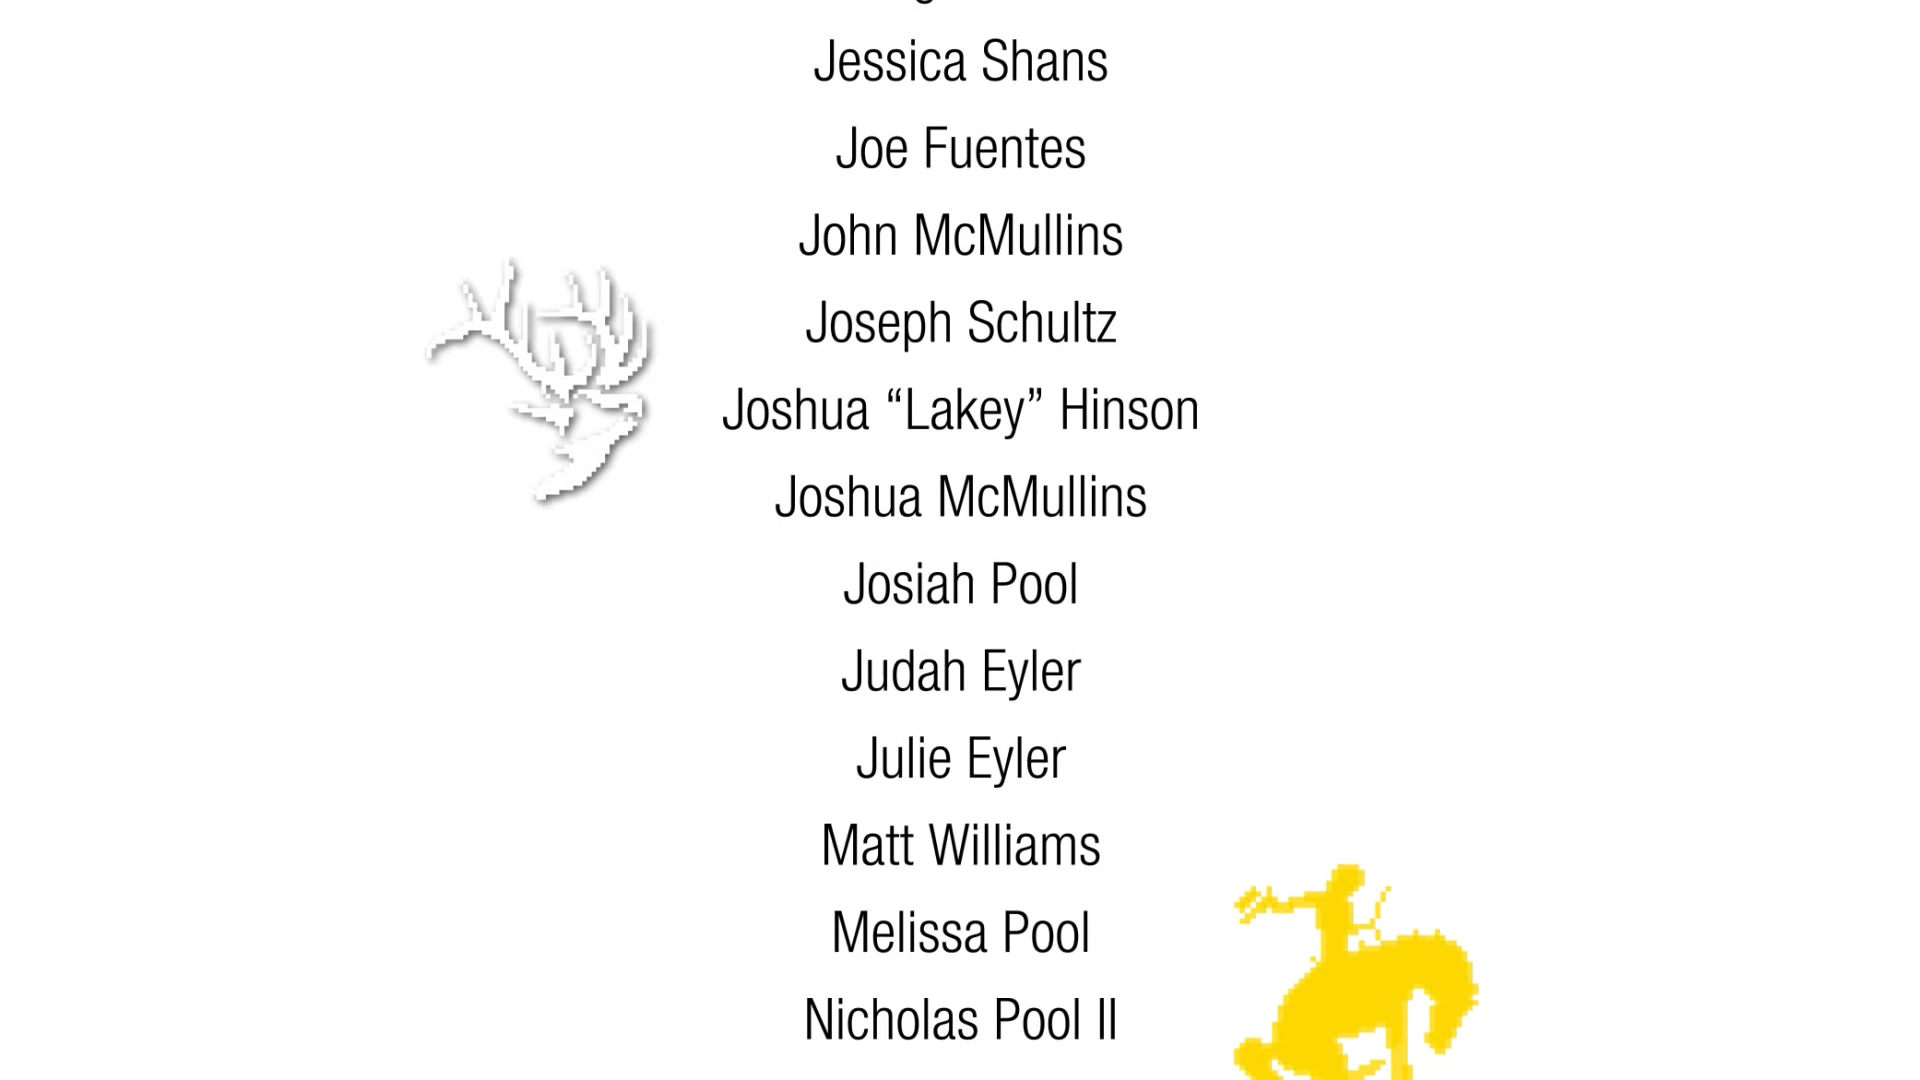 Jessica Shans
Joe Fuentes
John McMullins
Joseph Schultz
Joshua “Lakey” Hinson
Joshua McMullins
Josiah Pool
Judah Eyler
Julie Eyler
Matt Williams
Melissa Pool
Nicholas Pool II